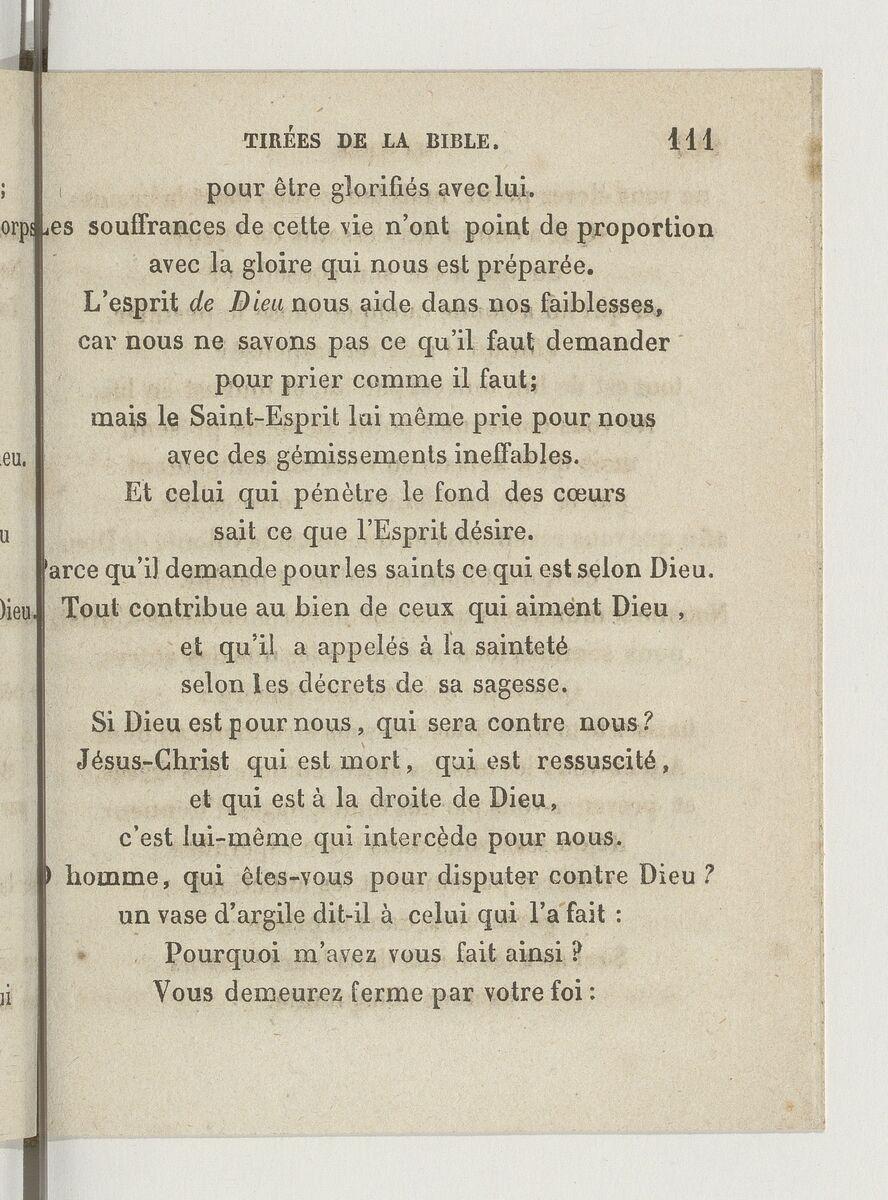 TIRÉES DE LA BIBLE. 111
pour être glorifiés avec lui.
Les souffrances de cette vie n'ont point de proportion
avec la gloire qui nous est préparée.
L'esprit de Dieu nous aide dans nos faiblesses,
car nous ne savons pas ce qu'il faut demander
pour prier comme il faut;
mais le Saint-Esprit lui même prie pour nous
avec des gémissements ineffables.
Et celui qui pénètre le fond des cœurs
sait ce que l'Esprit désire.
Parce qu'il demande pour les saints ce qui est selon Dieu.
Tout contribue au bien de ceux qui aiment Dieu,
et qu'il a appelés à la sainteté
selon les décrets de sa sagesse.
Si Dieu est pour nous, qui sera contre nous?
Jésus-Christ qui est mort, qui est ressuscité,
et qui est à la droite de Dieu,
c'est lui-même qui intercède pour nous.
O homme, qui êtes-vous pour disputer contre Dieu?
un vase d'argile dit-il à celui qui l'a fait :
Pourquoi m'avez vous fait ainsi?
Vous demeurez ferme par votre foi :